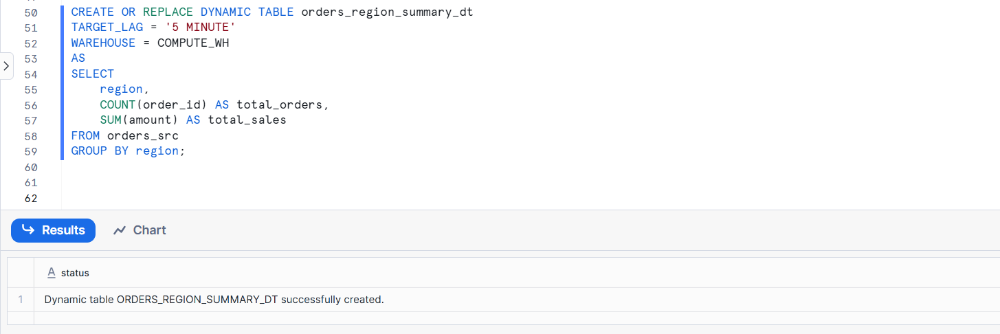 50 CREATE OR REPLACE DYNAMIC TABLE orders_region_summary_dt
51 TARGET_LAG = '5 MINUTE'
52 WAREHOUSE = COMPUTE_WH
53 AS
54 SELECT
55 region,
56 COUNT(order_id) AS total_orders,
57 SUM(amount) AS total_sales
58 FROM orders_src
59 GROUP BY region;
60
61
62
Results Chart
A status
1 Dynamic table ORDERS_REGION_SUMMARY_DT successfully created.